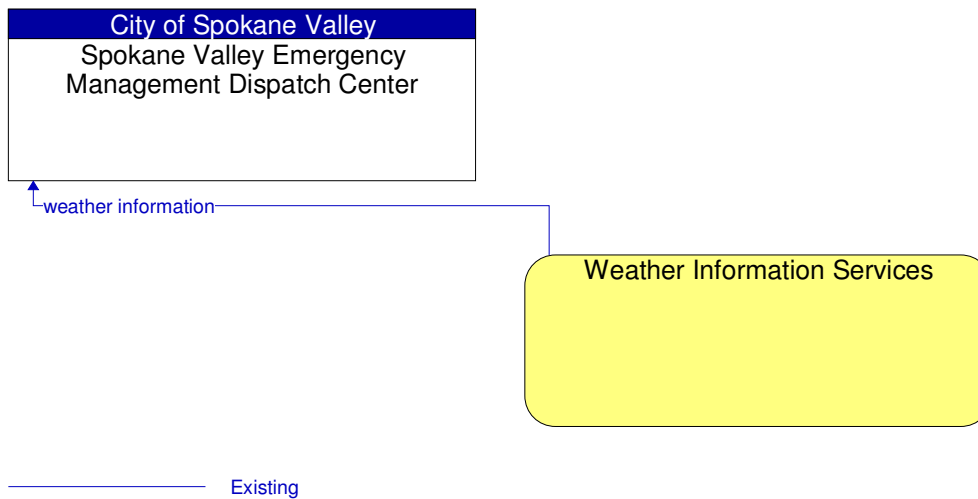 City of Spokane Valley
Spokane Valley Emergency
Management Dispatch Center
weather information
Weather Information Services
Existing